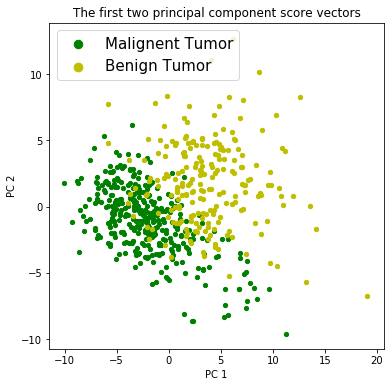 The first two principal component score vectors
Malignent Tumor
Benign Tumor
10
5
0
−5
−10
PC 2
−10 −5 0 5 10 15 20
PC 1